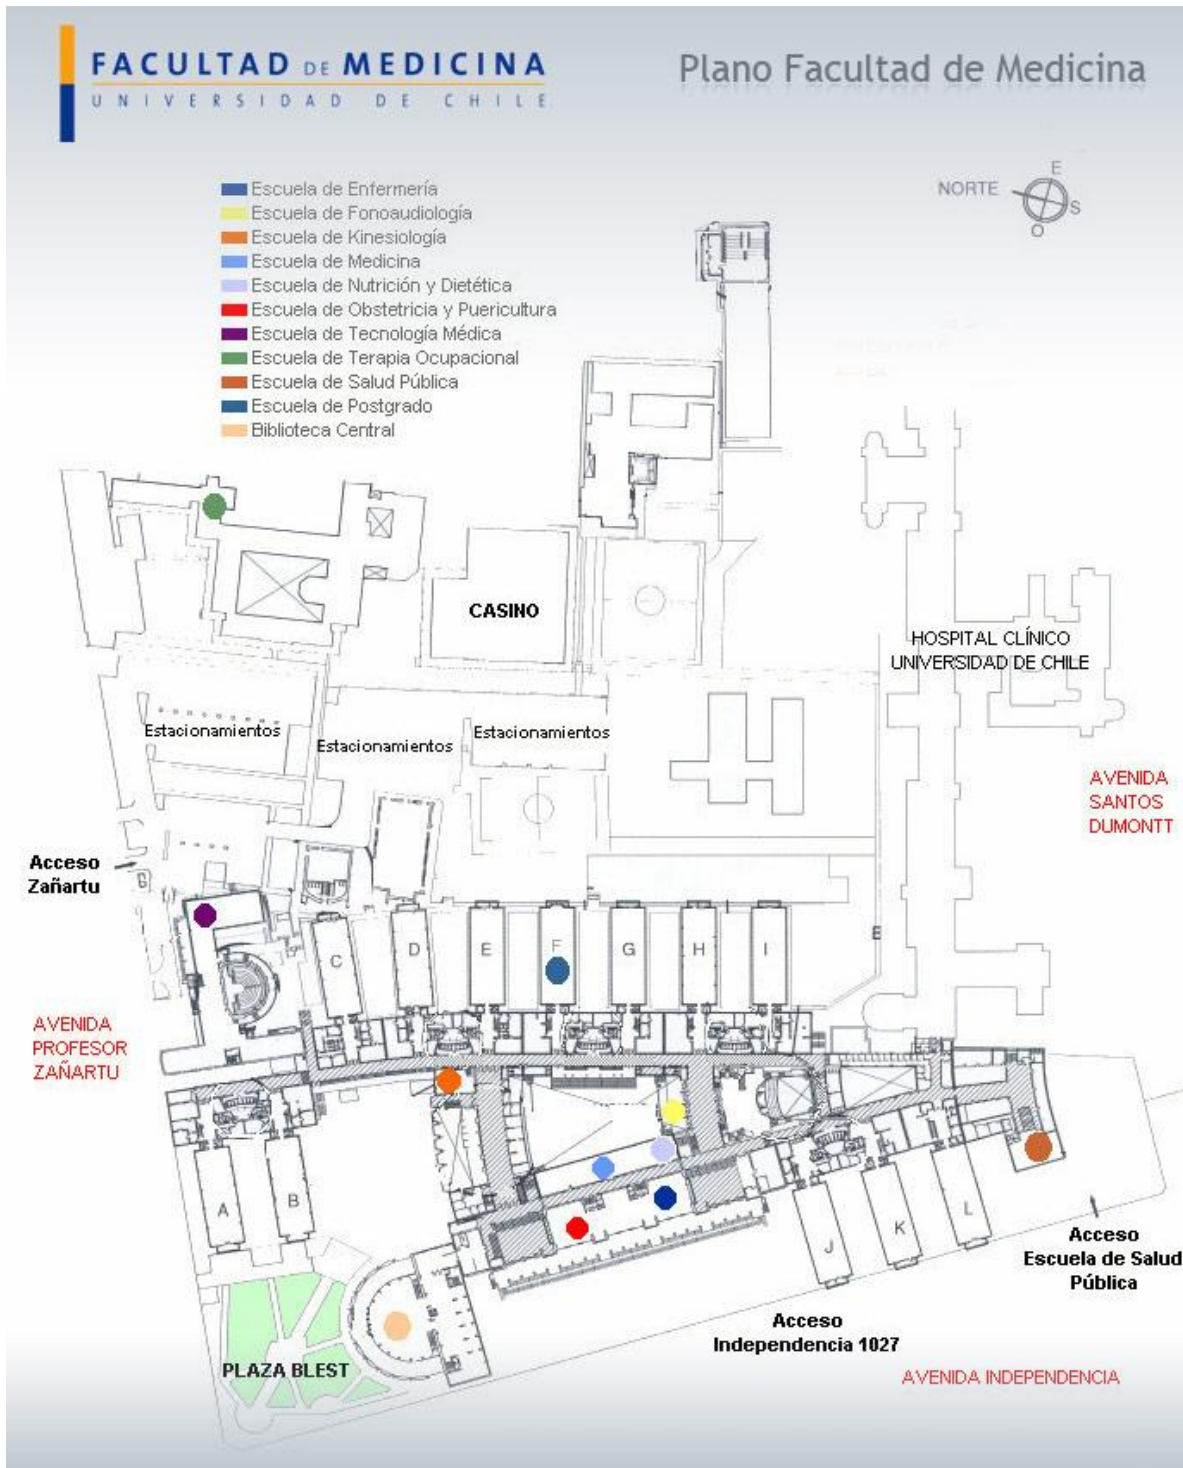 FACULTAD DE MEDICINA
UNIVERSIDAD DE CHILE
Plano Facultad de Medicina
E
NORTE
S
O
Escuela de Enfermería
Escuela de Fonoaudiología
Escuela de Kinesiología
Escuela de Medicina
Escuela de Nutrición y Dietética
Escuela de Obstetricia y Puericultura
Escuela de Tecnología Médica
Escuela de Terapia Ocupacional
Escuela de Salud Pública
Escuela de Postgrado
Biblioteca Central
CASINO
HOSPITAL CLÍNICO
UNIVERSIDAD DE CHILE
Estacionamientos
Estacionamientos
Estacionamientos
AVENIDA
SANTOS
DUMONTT
Acceso
Zañartu
C
D
E
F
G
H
I
E
AVENIDA
PROFESOR
ZAÑARTU
A
B
J
K
L
Acceso
Escuela de Salud
Pública
Acceso
Independencia 1027
PLAZA BLEST
AVENIDA INDEPENDENCIA